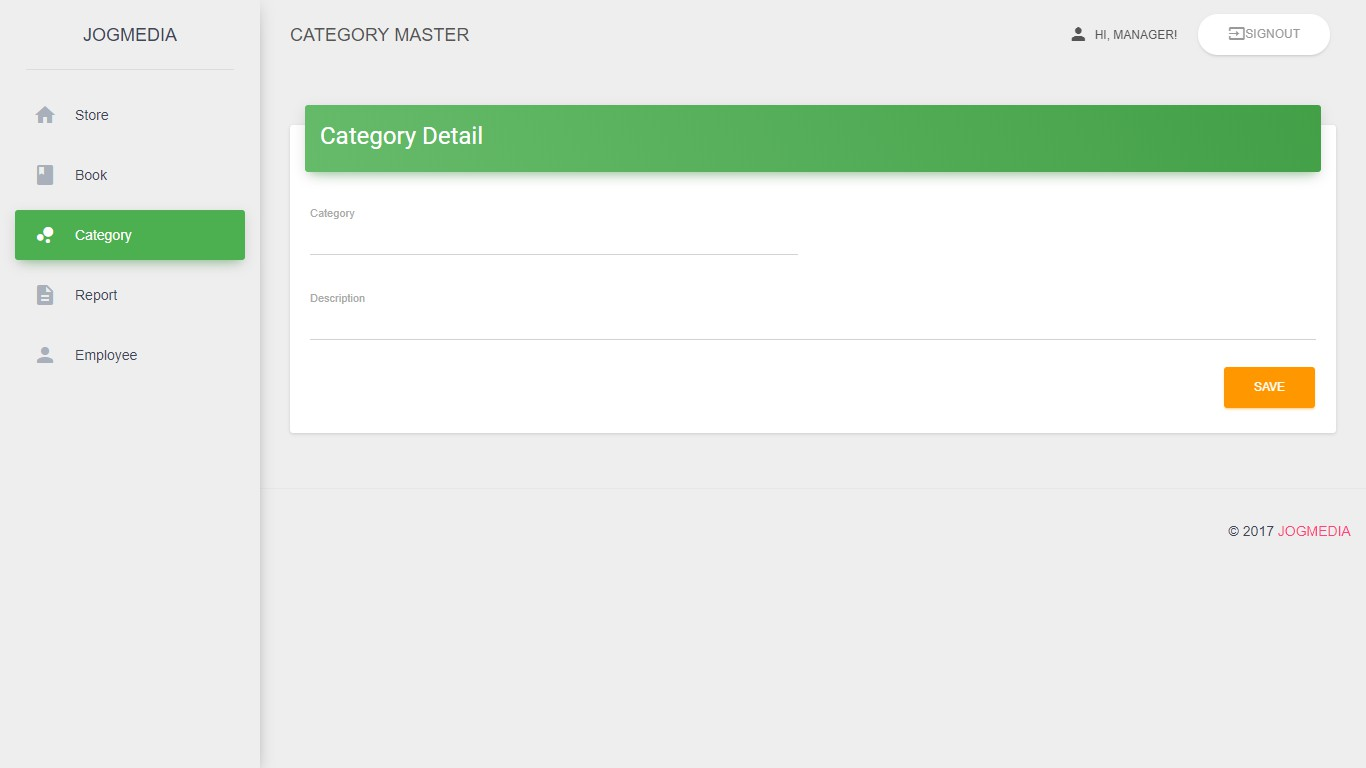 JOGMEDIA
Store
Book
Category
Report
Employee
CATEGORY MASTER
HI, MANAGER!
SIGNOUT
Category Detail
Category
Description
SAVE
© 2017 JOGMEDIA